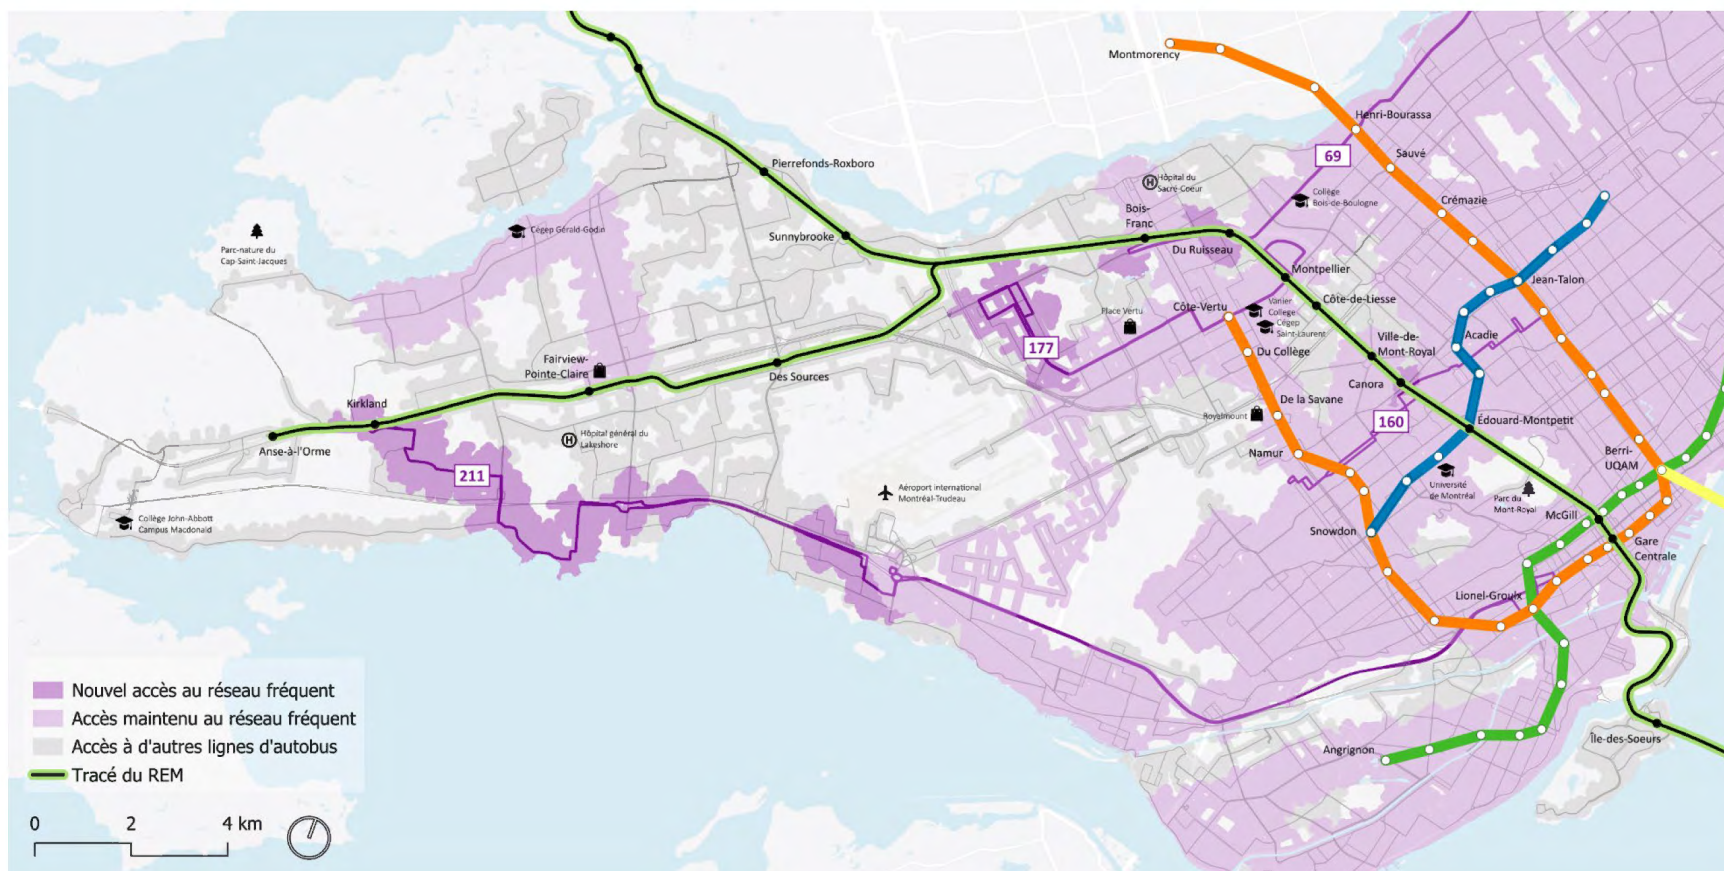 Montmorency
Henri-Bourassa
69
Sauvé
Pierrefonds-Roxboro
Hôpital du
Sacré-Coeur
Collège
Bois-de-Boulogne
Crémazie
Bois-
Franc
Parc-nature du
Cap-Saint-Jacques
Cégep Gérald-Godin
Sunnybrooke
Du Ruisseau
Montpellier
Jean-Talon
Côte-Vertu
Vanier
College
Cégep
Saint-Laurent
Côte-de-Liesse
Place Vertu
177
Acadie
Ville-de-
Mont-Royal
Du Collège
Fairview-
Pointe-Claire
Des Sources
Canora
Kirkland
De la Savane
Royalmount
160
Édouard-Montpetit
Anse-à-l'Orme
Hôpital général du
Lakeshore
Namur
Berri-
UQAM
211
Aéroport international
Montréal-Trudeau
Université
de Montréal
Parc du
Mont-Royal
McGill
Collège John-Abbott
Campus Macdonald
Snowdon
Gare
Centrale
Lionel-Groulx
Nouvel accès au réseau fréquent
Accès maintenu au réseau fréquent
Accès à d'autres lignes d'autobus
Tracé du REM
Angrignon
Île-des-Soeurs
0 2 4 km